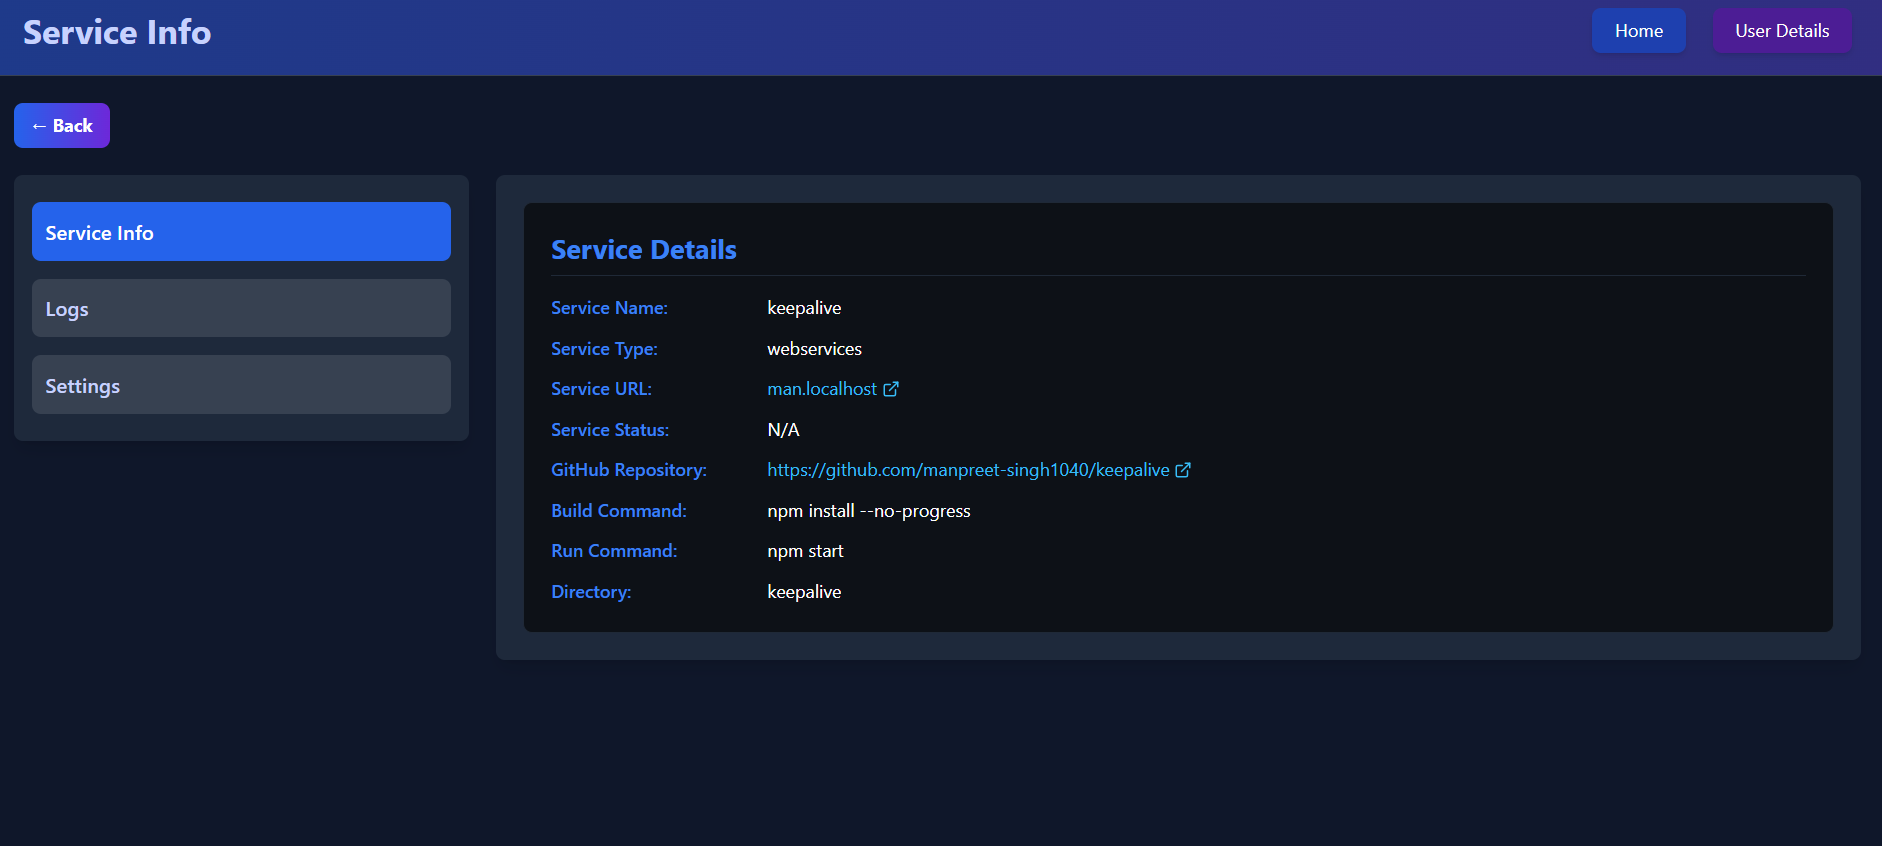 Service Info
Home
User Details
← Back
Service Info
Logs
Settings
Service Details
Service Name: keepalive
Service Type: webservices
Service URL: man.localhost
Service Status: N/A
GitHub Repository: https://github.com/manpreet-singh1040/keepalive
Build Command: npm install --no-progress
Run Command: npm start
Directory: keepalive